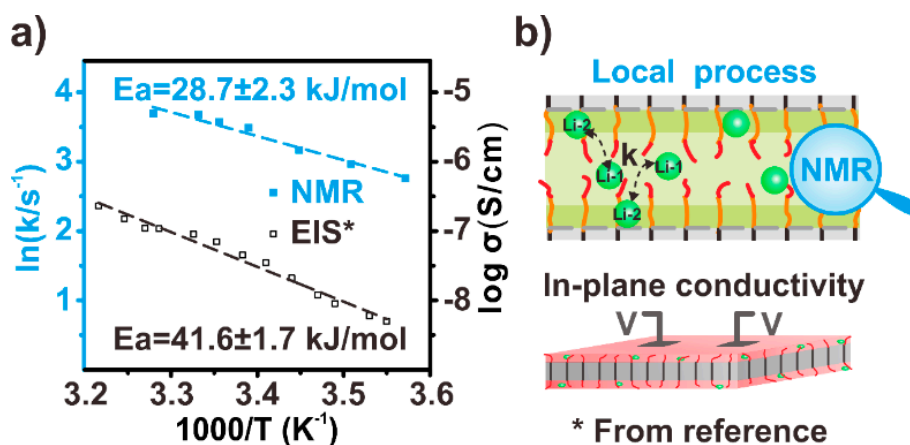 a)
Ea=28.7±2.3 kJ/mol
NMR
EIS*
Ea=41.6±1.7 kJ/mol
ln(k/s⁻¹)
4
3
2
1
log σ(S/cm)
-5
-6
-7
-8
3.2
3.3
3.4
3.5
3.6
1000/T (K⁻¹)
b)
Local process
Li-2
k
Li-1
Li-1
Li-2
NMR
In-plane conductivity
V
V
* From reference